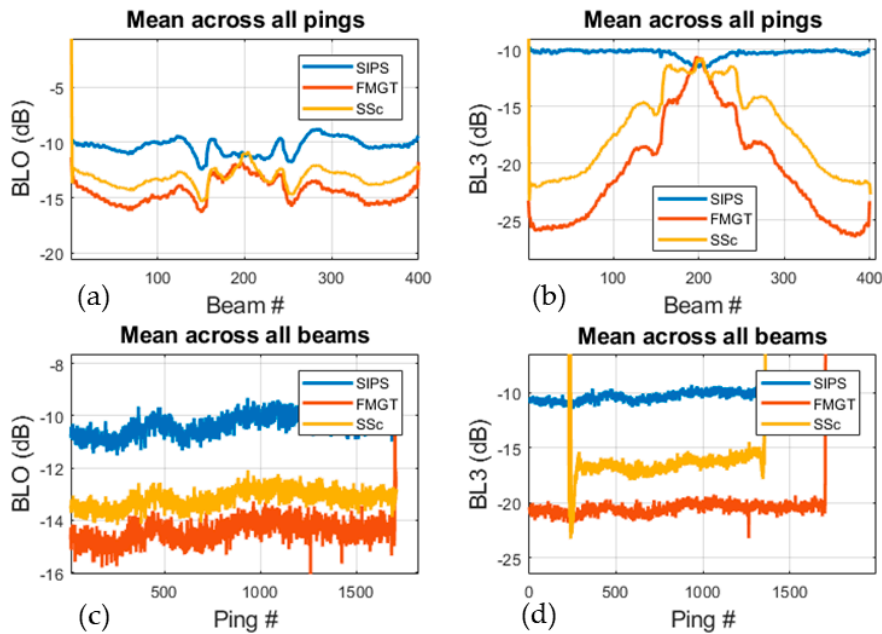 Mean across all pings
BLO (dB)
-5
-10
-15
-20
SIPS
FMGT
SSc
100
200
300
400
Beam #
(a)
Mean across all pings
BL3 (dB)
-10
-15
-20
-25
SIPS
FMGT
SSc
100
200
300
400
Beam #
(b)
Mean across all beams
BLO (dB)
-8
-10
-12
-14
-16
SIPS
FMGT
SSc
500
1000
1500
Ping #
(c)
Mean across all beams
BL3 (dB)
-10
-15
-20
-25
SIPS
FMGT
SSc
0
500
1000
1500
Ping #
(d)